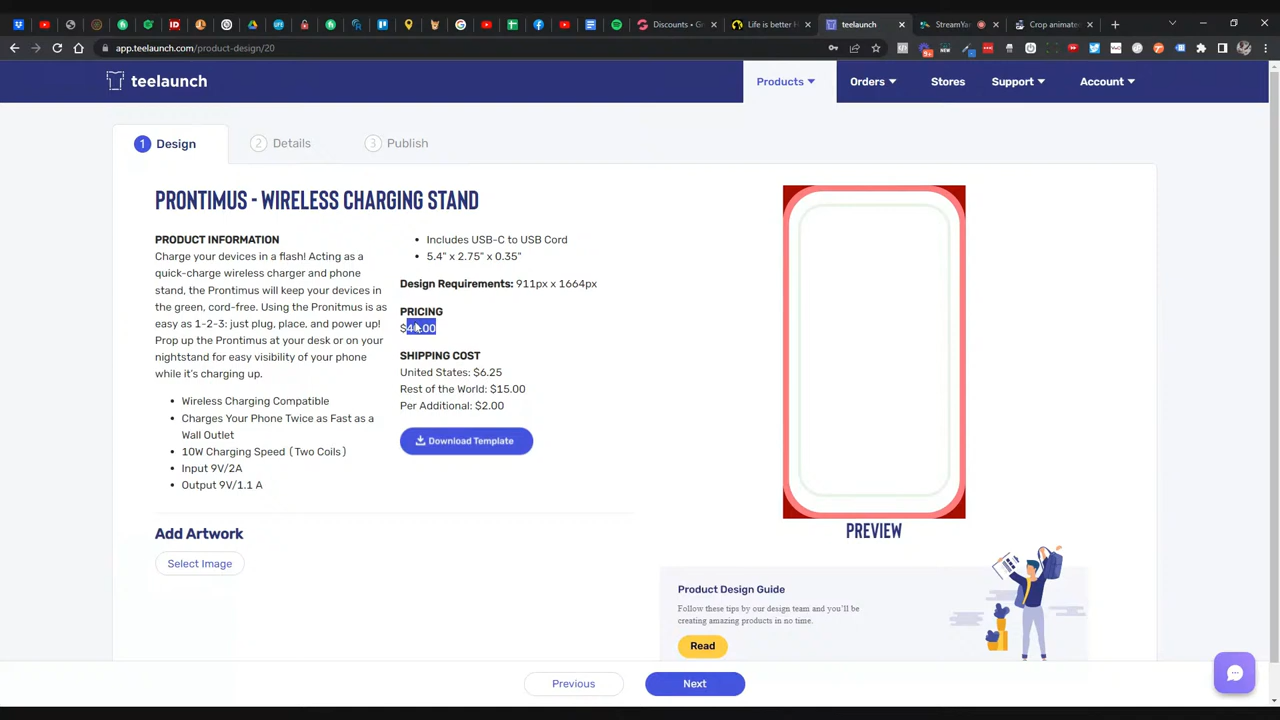 Discounts · G
Life is better H
teelaunch
StreamYar
Crop animate
app.teelaunch.com/product-design/20
teelaunch
Products
Orders
Stores
Support
Account
1 Design
2 Details
3 Publish
PRONTIMUS - WIRELESS CHARGING STAND
PRODUCT INFORMATION
Charge your devices in a flash! Acting as a
quick-charge wireless charger and phone
stand, the Prontimus will keep your devices in
the green, cord-free. Using the Pronitmus is as
easy as 1-2-3: just plug, place, and power up!
Prop up the Prontimus at your desk or on your
nightstand for easy visibility of your phone
while it's charging up.
• Wireless Charging Compatible
• Charges Your Phone Twice as Fast as a
Wall Outlet
• 10W Charging Speed (Two Coils)
• Input 9V/2A
• Output 9V/1.1 A
• Includes USB-C to USB Cord
• 5.4" x 2.75" x 0.35"
Design Requirements: 911px x 1664px
PRICING
SHIPPING COST
United States: $6.25
Rest of the World: $15.00
Per Additional: $2.00
Download Template
Add Artwork
Select Image
PREVIEW
Product Design Guide
Follow these tips by our design team and you'll be
creating amazing products in no time.
Read
Previous
Next